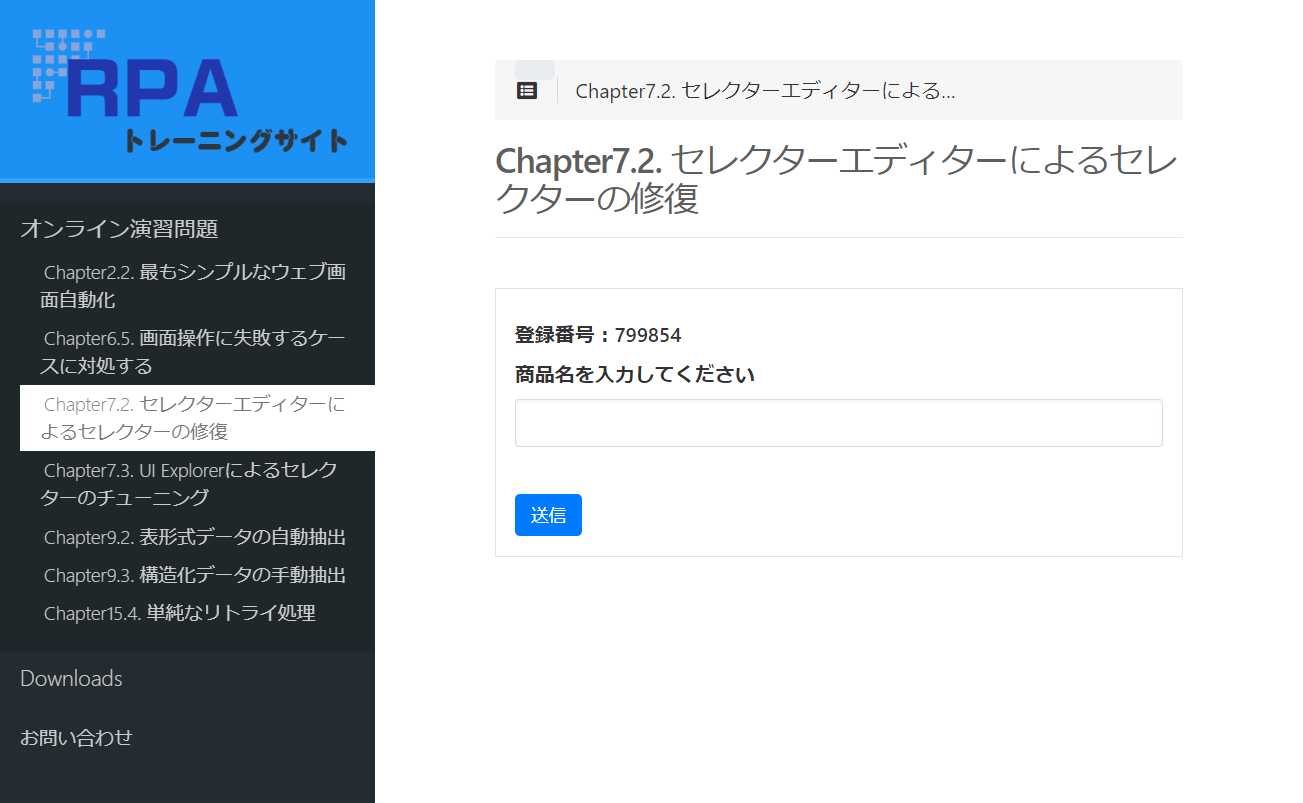 RPA
トレーニングサイト
オンライン演習問題
Chapter2.2. 最もシンプルなウェブ画
面自動化
Chapter6.5. 画面操作に失敗するケー
スに対処する
Chapter7.2. セレクターエディターに
よるセレクターの修復
Chapter7.3. UI Explorerによるセレク
ターのチューニング
Chapter9.2. 表形式データの自動抽出
Chapter9.3. 構造化データの手動抽出
Chapter15.4. 単純なリトライ処理
Downloads
お問い合わせ
Chapter7.2. セレクターエディターによる...
Chapter7.2. セレクターエディターによるセレ
クターの修復
登録番号：799854
商品名を入力してください
送信